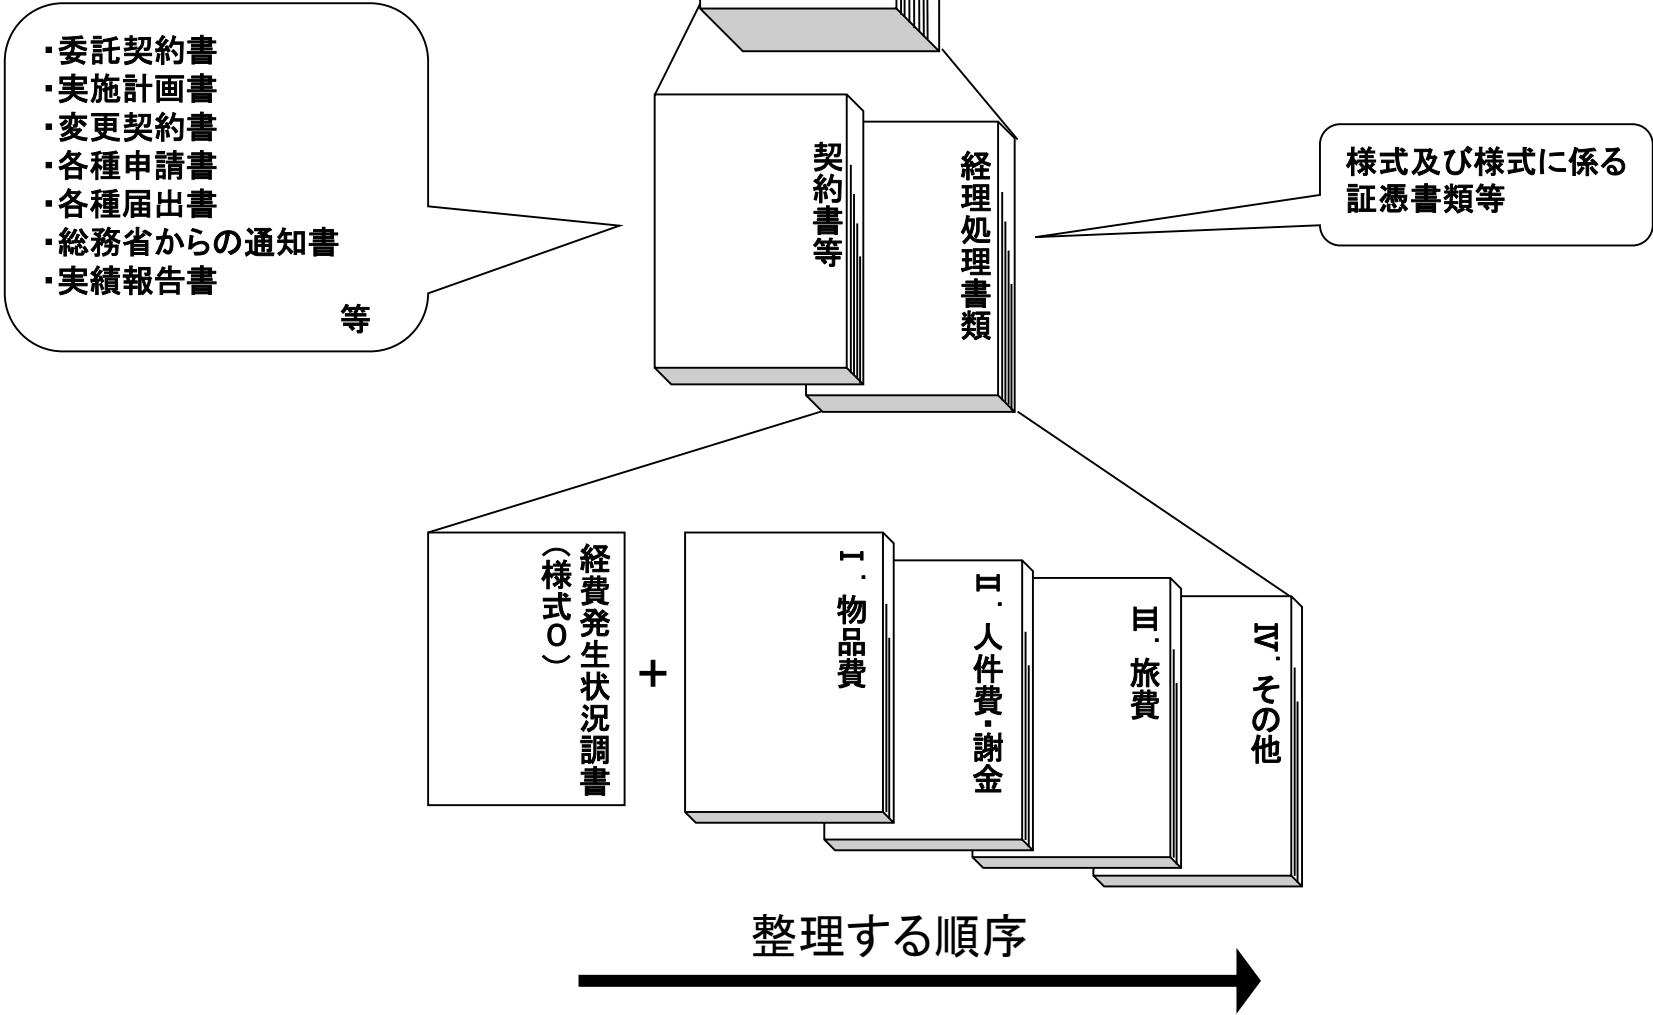 ・委託契約書
・実施計画書
・変更契約書
・各種申請書
・各種届出書
・総務省からの通知書
・実績報告書
等
契約書等
経理処理書類
様式及び様式に係る
証憑書類等
経費発生状況調書
（様式０）
＋
Ⅰ．物品費
Ⅱ．人件費・謝金
Ⅲ．旅費
Ⅳ．その他
整理する順序